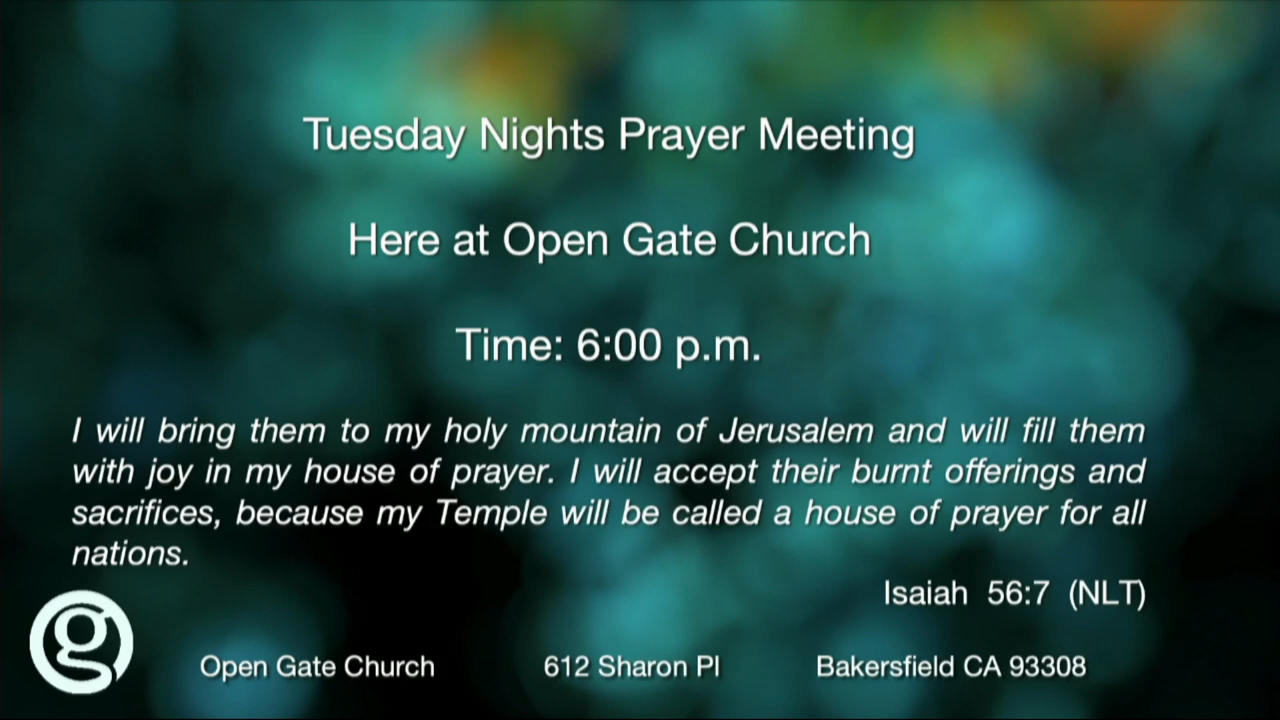 Tuesday Nights Prayer Meeting
Here at Open Gate Church
Time: 6:00 p.m.
I will bring them to my holy mountain of Jerusalem and will fill them
with joy in my house of prayer. I will accept their burnt offerings and
sacrifices, because my Temple will be called a house of prayer for all
nations.
Isaiah 56:7 (NLT)
g
Open Gate Church 612 Sharon Pl Bakersfield CA 93308